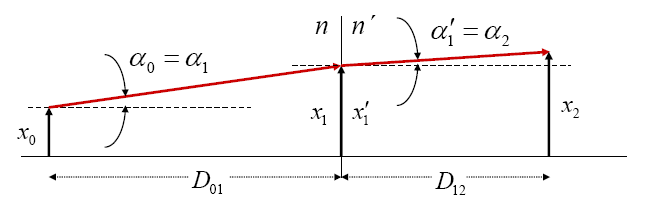 n n′
α₀ = α₁
α′₁ = α₂
x₀
x₁ x′₁
x₂
D₀₁
D₁₂